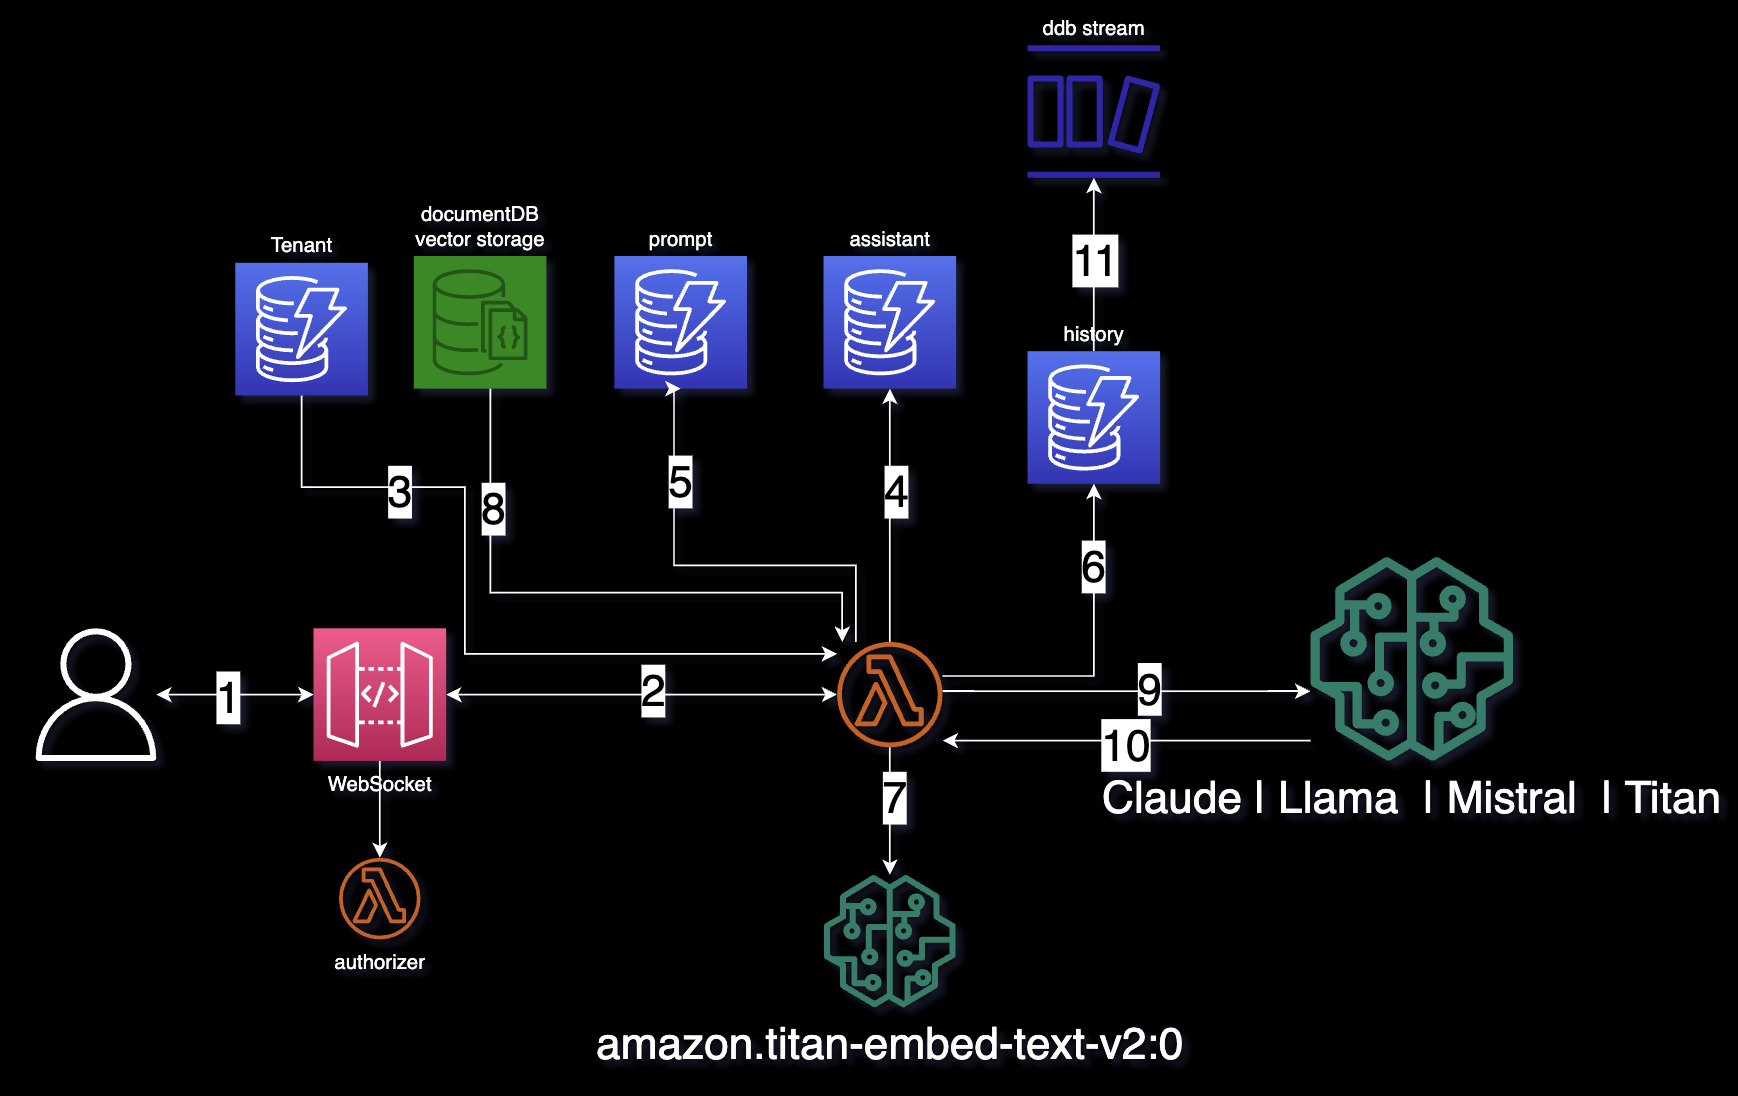 ddb stream
11
Tenant
documentDB
vector storage
prompt
assistant
history
3
8
5
4
6
1
</>
WebSocket
2
9
10
Claude | Llama | Mistral | Titan
7
authorizer
{}
amazon.titan-embed-text-v2:0